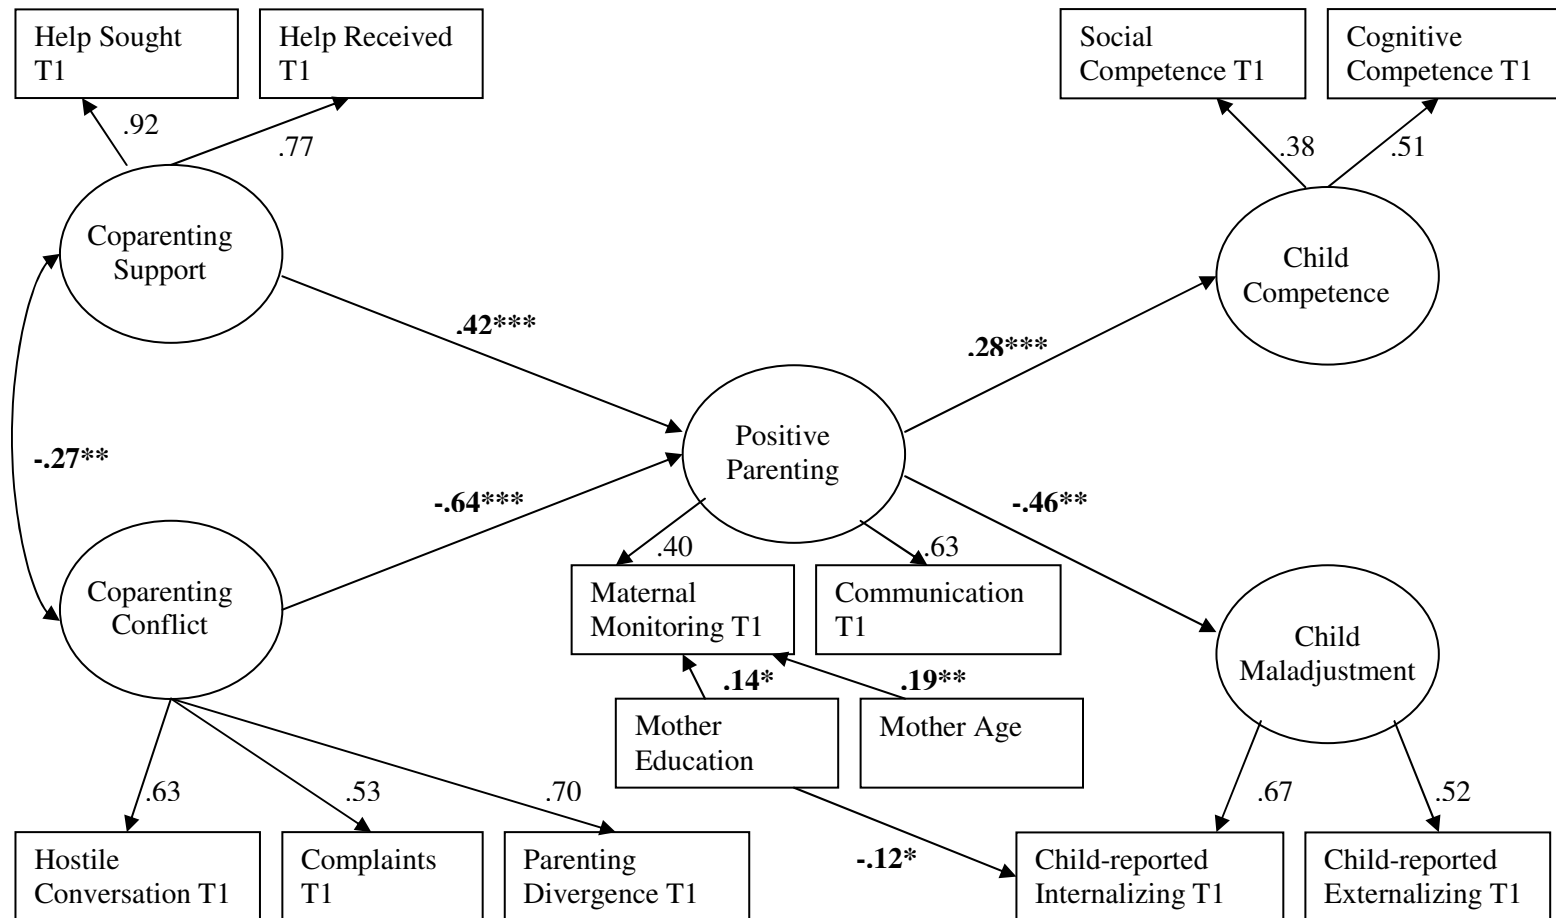 Help Sought
T1
Help Received
T1
Social
Competence T1
Cognitive
Competence T1
.92
.77
.38
.51
Coparenting
Support
Child
Competence
.42***
.28***
Positive
Parenting
-.27**
-.64***
-.46**
.40
.63
Coparenting
Conflict
Maternal
Monitoring T1
Communication
T1
Child
Maladjustment
.14*
.19**
Mother
Education
Mother Age
.63
.53
.70
.67
.52
-.12*
Hostile
Conversation T1
Complaints
T1
Parenting
Divergence T1
Child-reported
Internalizing T1
Child-reported
Externalizing T1